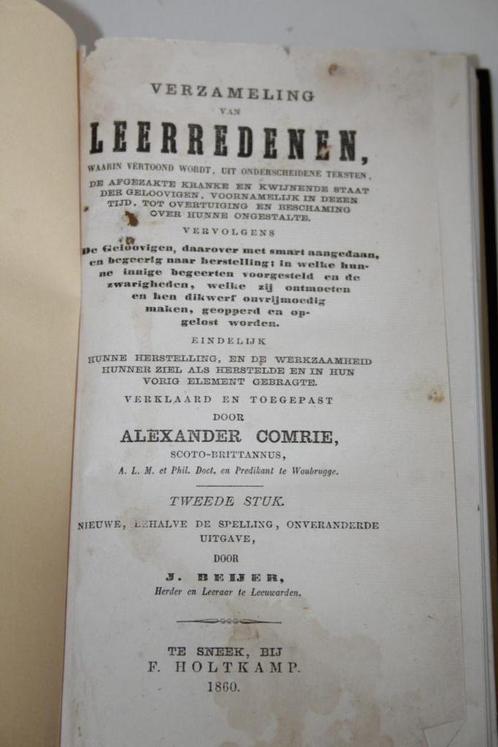 VERZAMELING
VAN
LEERREDENEN,
WAARIN VERTOOND WORDT, UIT ONDERSCHEIDENE TEKSTEN,
DE AFGEZAKTE KRANKE EN KWIJNENDE STAAT
DER GELOOVIGEN, VOORNAMELIJK IN DEZEN
TIJD, TOT OVERTUIGING EN BESCHAMING
OVER HUNNE ONGESTALTE.
VERVOLGENS
De Geloovigen, daarover met smart aangedaan,
en begeerig naar herstelling; in welke hun-
ne innige begeerten voorgesteld en de
zwarigheden, welke zij ontmoeten
en hen dikwerf onvrijmoedig
maken, geopperd en op-
gelost worden.
EINDELIJK
HUNNE HERSTELLING, EN DE WERKZAAMHEID
HUNNER ZIEL ALS HERSTELDE EN IN HUN
VORIG ELEMENT GEBRAGTE.
VERKLAARD EN TOEGEPAST
DOOR
ALEXANDER COMRIE,
SCOTO-BRITTANNUS,
A. L. M. et Phil. Doct. en Predikant te Woubrugge.
TWEEDE STUK.
NIEUWE, BEHALVE DE SPELLING, ONVERANDERDE
UITGAVE,
DOOR
J. BEIJER,
Herder en Leeraar te Leeuwarden.
TE SNEEK, BIJ
F. HOLTKAMP.
1860.